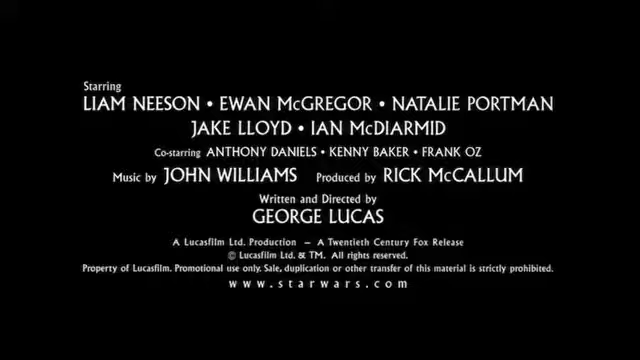 Starring
LIAM NEESON • EWAN McGREGOR • NATALIE PORTMAN
JAKE LLOYD • IAN McDIARMID
Co-starring ANTHONY DANIELS • KENNY BAKER • FRANK OZ
Music by JOHN WILLIAMS Produced by RICK McCALLUM
Written and Directed by
GEORGE LUCAS
A Lucasfilm Ltd. Production – A Twentieth Century Fox Release
© Lucasfilm Ltd. & TM. All rights reserved.
Property of Lucasfilm. Promotional use only. Sale, duplication or other transfer of this material is strictly prohibited.
www.starwars.com